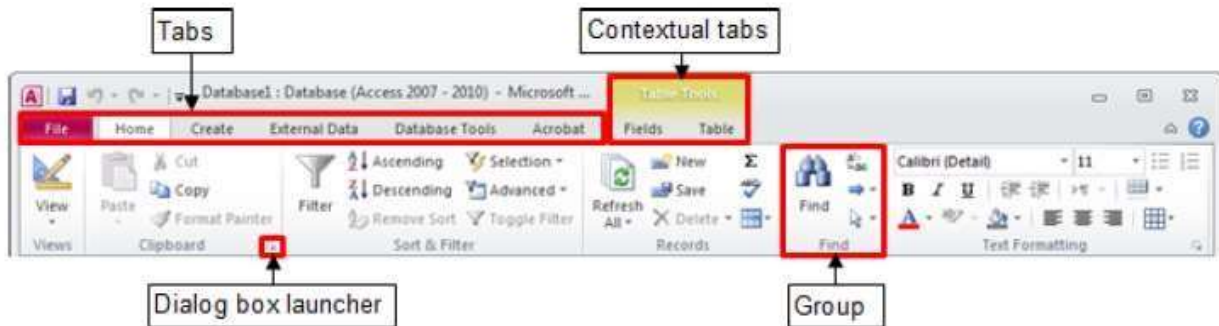 Tabs
Contextual tabs
A Database1 : Database (Access 2007 - 2010) - Microsoft ... Table Tools
File Home Create External Data Database Tools Acrobat Fields Table
View
Views
Paste
Cut
Copy
Format Painter
Clipboard
Filter
Ascending
Descending
Remove Sort
Selection
Advanced
Toggle Filter
Sort & Filter
Refresh
All
New
Save
Delete
Σ
Records
Find
Find
Calibri (Detail) 11
B I U
A
Text Formatting
Dialog box launcher
Group